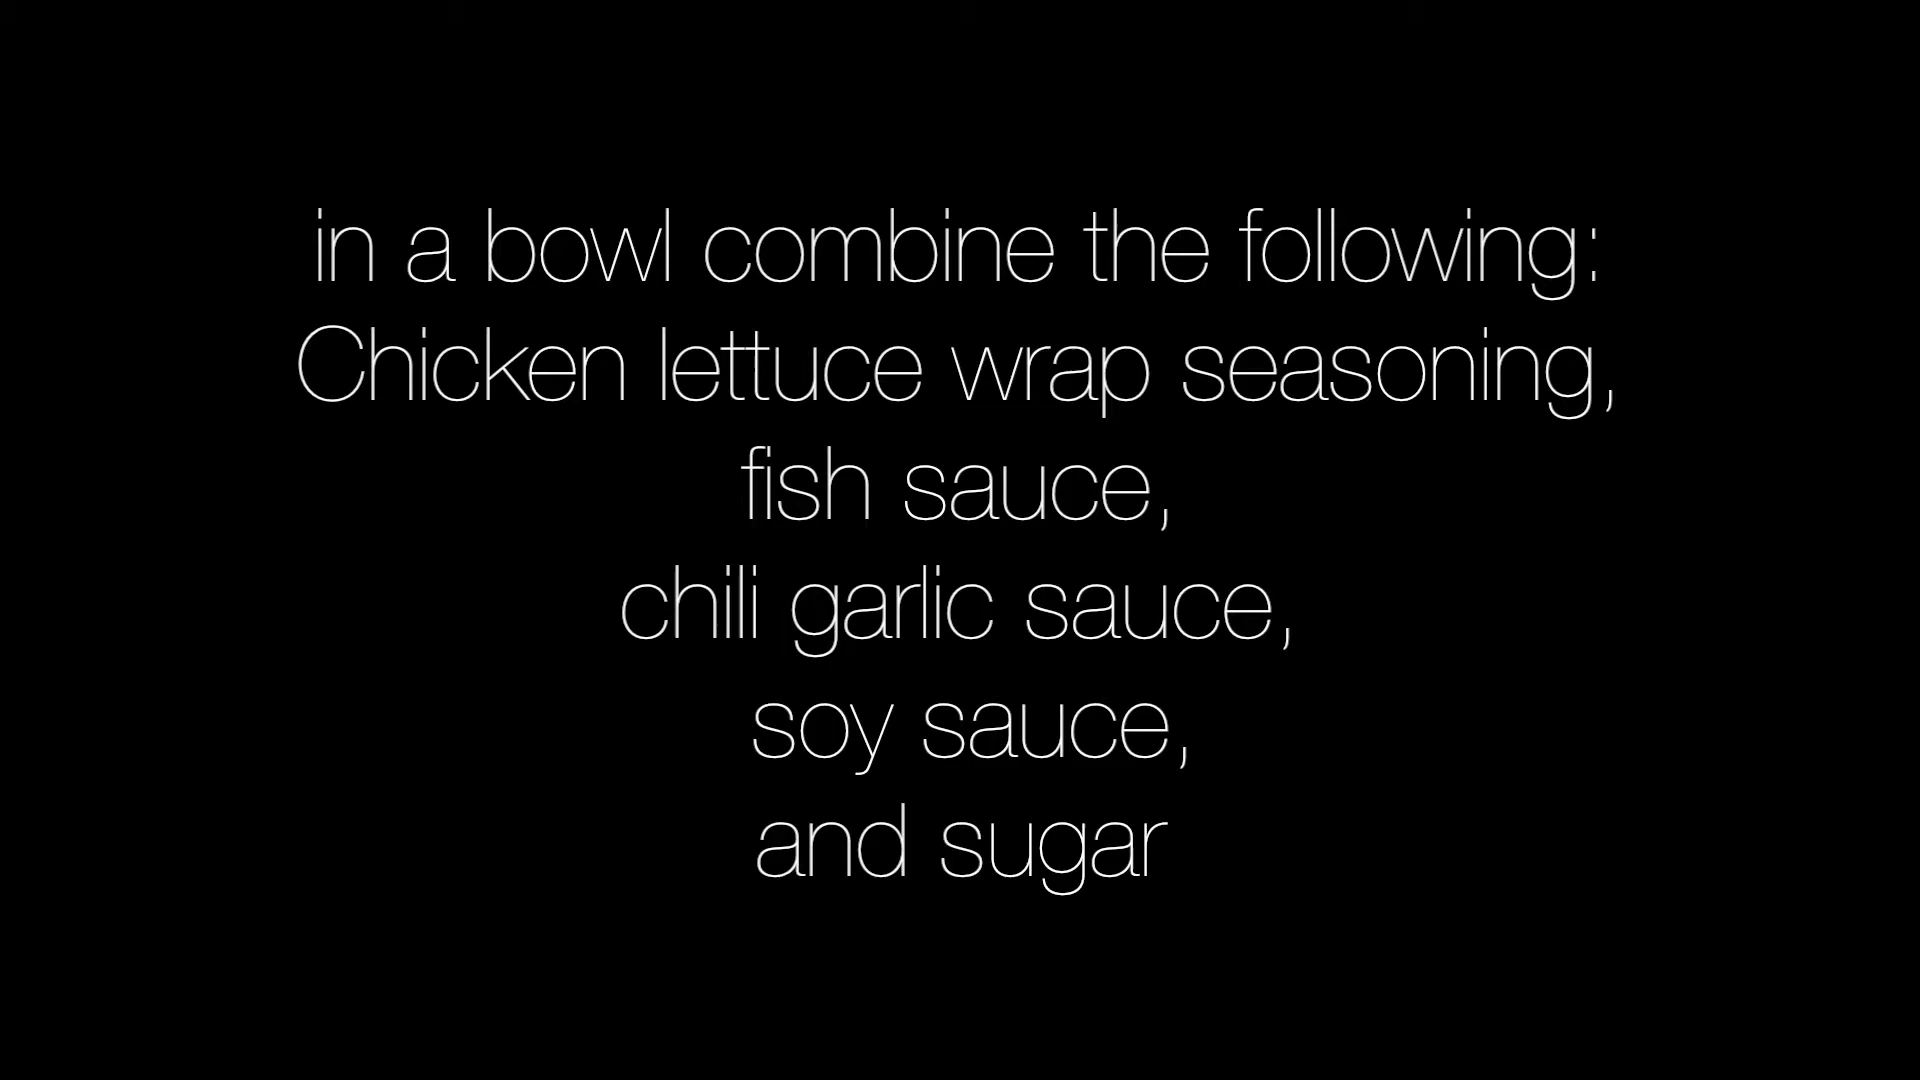 in a bowl combine the following:
Chicken lettuce wrap seasoning,
fish sauce,
chili garlic sauce,
soy sauce,
and sugar